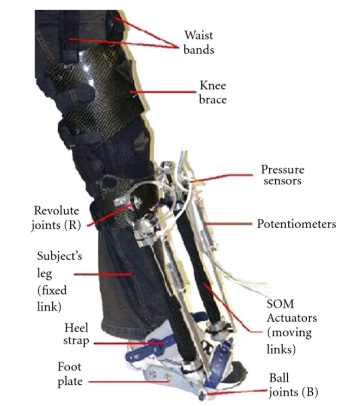 Waist
bands
Knee
brace
Pressure
sensors
Revolute
joints (R)
Potentiometers
Subject's
leg
(fixed
link)
SOM
Actuators
(moving
links)
Heel
strap
Foot
plate
Ball
joints (B)